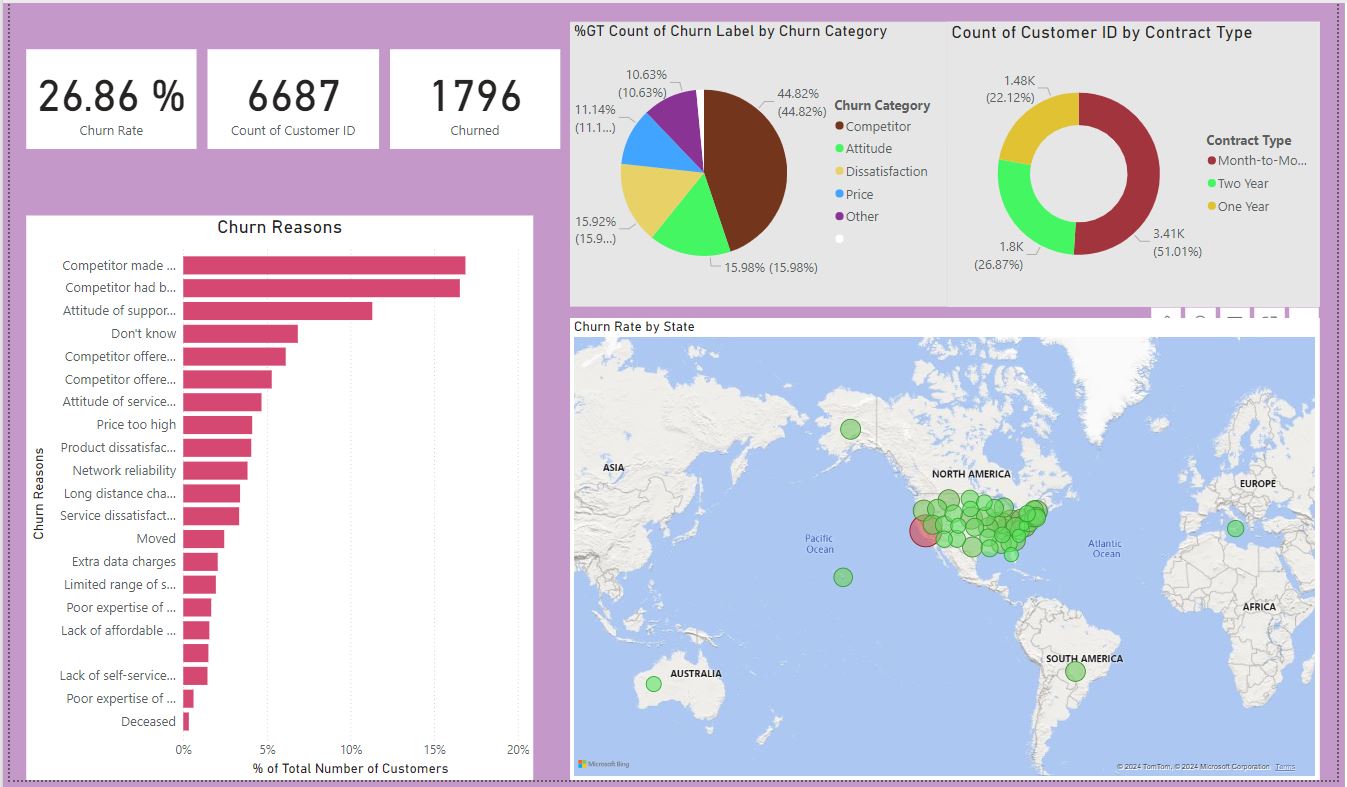 26.86 %
Churn Rate
6687
Count of Customer ID
1796
Churned
%GT Count of Churn Label by Churn Category
10.63%
(10.63%)
11.14%
(11.1...)
15.92%
(15.9...)
44.82%
(44.82%)
15.98% (15.98%)
Churn Category
Competitor
Attitude
Dissatisfaction
Price
Other
Count of Customer ID by Contract Type
1.48K
(22.12%)
1.8K
(26.87%)
3.41K
(51.01%)
Contract Type
Month-to-Mo...
Two Year
One Year
Churn Reasons
Churn Reasons
Competitor made ...
Competitor had b...
Attitude of suppor...
Don't know
Competitor offere...
Competitor offere...
Attitude of service...
Price too high
Product dissatisfac...
Network reliability
Long distance cha...
Service dissatisfact...
Moved
Extra data charges
Limited range of s...
Poor expertise of ...
Lack of affordable ...
Lack of self-service...
Poor expertise of ...
Deceased
0%
5%
10%
15%
20%
% of Total Number of Customers
Churn Rate by State
ASIA
NORTH AMERICA
EUROPE
Pacific
Ocean
Atlantic
Ocean
AFRICA
SOUTH AMERICA
AUSTRALIA
Microsoft Bing
© 2024 TomTom, © 2024 Microsoft Corporation
Terms